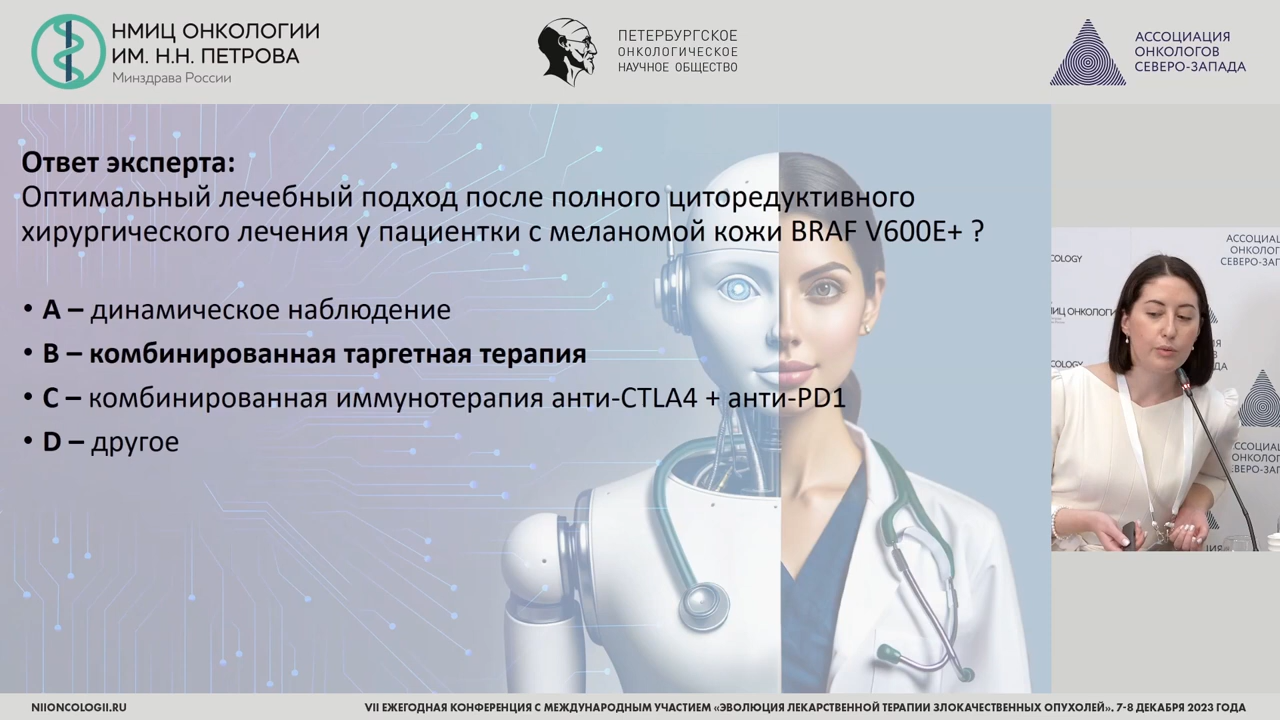 НМИЦ ОНКОЛОГИИ
ИМ. Н.Н. ПЕТРОВА
Минздрава России
ПЕТЕРБУРГСКОЕ
ОНКОЛОГИЧЕСКОЕ
НАУЧНОЕ ОБЩЕСТВО
АССОЦИАЦИЯ
ОНКОЛОГОВ
СЕВЕРО-ЗАПАДА
Ответ эксперта:
Оптимальный лечебный подход после полного циторедуктивного
хирургического лечения у пациентки с меланомой кожи BRAF V600E+ ?
• A – динамическое наблюдение
• B – комбинированная таргетная терапия
• C – комбинированная иммунотерапия анти-CTLA4 + анти-PD1
• D – другое
NIIONCOLOGII.RU
VII ЕЖЕГОДНАЯ КОНФЕРЕНЦИЯ С МЕЖДУНАРОДНЫМ УЧАСТИЕМ «ЭВОЛЮЦИЯ ЛЕКАРСТВЕННОЙ ТЕРАПИИ ЗЛОКАЧЕСТВЕННЫХ ОПУХОЛЕЙ». 7-8 ДЕКАБРЯ 2023 ГОДА